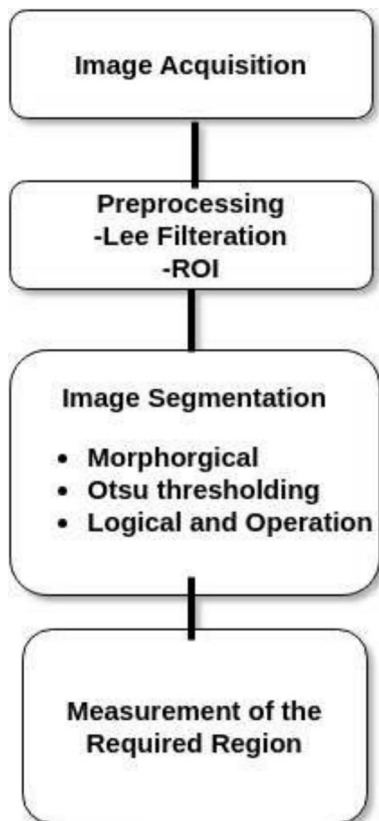 Image Acquisition
Preprocessing
-Lee Filteration
-ROI
Image Segmentation
• Morphorgical
• Otsu thresholding
• Logical and Operation
Measurement of the
Required Region